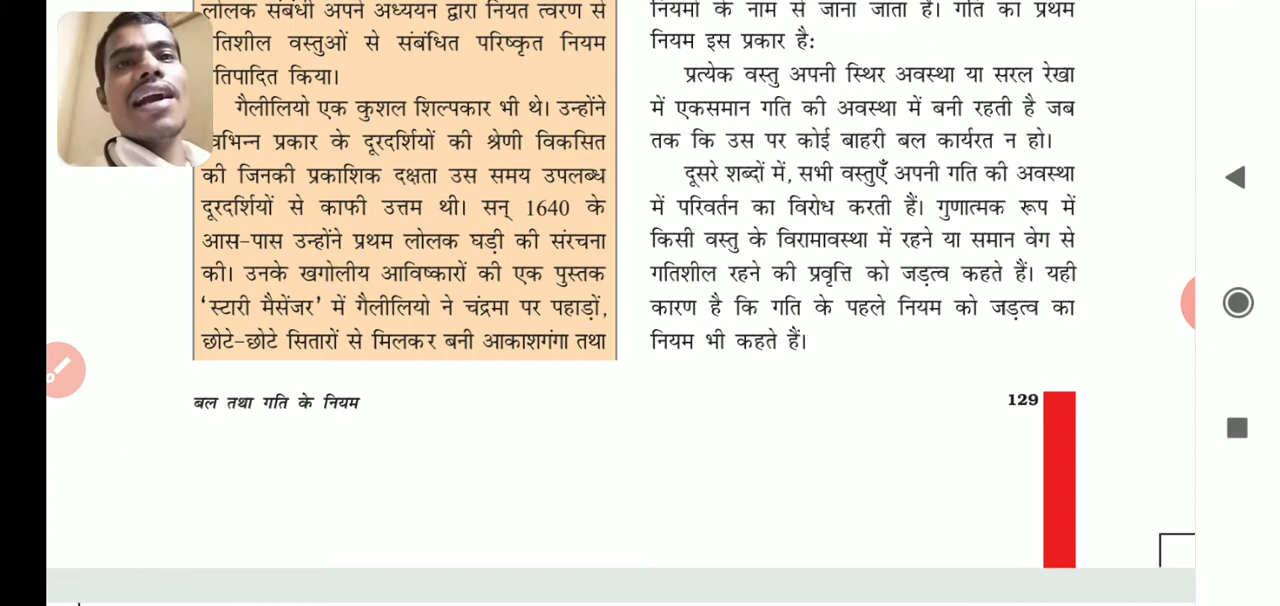 लोलक संबंधी अपने अध्ययन द्वारा नियत त्वरण से
तिशील वस्तुओं से संबंधित परिष्कृत नियम
तिपादित किया।
गैलीलियो एक कुशल शिल्पकार भी थे। उन्होंने
भिन्न प्रकार के दूरदर्शियों की श्रेणी विकसित
की जिनकी प्रकाशिक दक्षता उस समय उपलब्ध
दूरदर्शियों से काफी उत्तम थी। सन् 1640 के
आस-पास उन्होंने प्रथम लोलक घड़ी की संरचना
की। उनके खगोलीय आविष्कारों की एक पुस्तक
‘स्टारी मैसेंजर’ में गैलीलियो ने चंद्रमा पर पहाड़ों,
छोटे-छोटे सितारों से मिलकर बनी आकाशगंगा तथा
नियमों के नाम से जाना जाता है। गति का प्रथम
नियम इस प्रकार है:
प्रत्येक वस्तु अपनी स्थिर अवस्था या सरल रेखा
में एकसमान गति की अवस्था में बनी रहती है जब
तक कि उस पर कोई बाहरी बल कार्यरत न हो।
दूसरे शब्दों में, सभी वस्तुएँ अपनी गति की अवस्था
में परिवर्तन का विरोध करती हैं। गुणात्मक रूप में
किसी वस्तु के विरामावस्था में रहने या समान वेग से
गतिशील रहने की प्रवृत्ति को जड़त्व कहते हैं। यही
कारण है कि गति के पहले नियम को जड़त्व का
नियम भी कहते हैं।
बल तथा गति के नियम
129